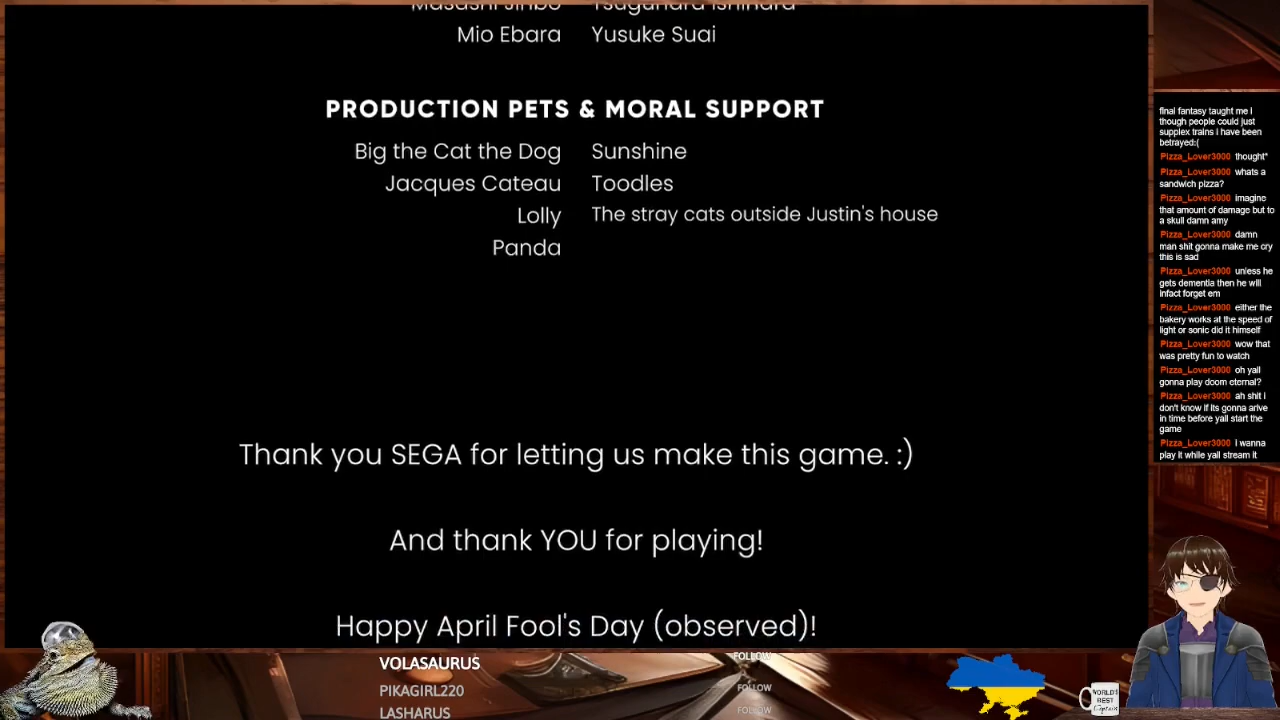 Masashi Jinbo Tsugunara Ishihara
Mio Ebara Yusuke Suai
PRODUCTION PETS & MORAL SUPPORT
Big the Cat the Dog Sunshine
Jacques Cateau Toodles
Lolly The stray cats outside Justin's house
Panda
Thank you SEGA for letting us make this game. :)
And thank YOU for playing!
Happy April Fool's Day (observed)!
final fantasy taught me i
though people could just
supplex trains i have been
betrayed:(
Pizza_Lover3000 thought*
Pizza_Lover3000 whats a
sandwich pizza?
Pizza_Lover3000 imagine
that amount of damage but to
a skull damn amy
Pizza_Lover3000 damn
man shit gonna make me cry
this is sad
Pizza_Lover3000 unless he
gets dementia then he will
infact forget em
Pizza_Lover3000 either the
bakery works at the speed of
light or sonic did it himself
Pizza_Lover3000 wow that
was pretty fun to watch
Pizza_Lover3000 oh yall
gonna play doom eternal?
Pizza_Lover3000 ah shit i
don't know if its gonna arive
in time before yall start the
game
Pizza_Lover3000 i wanna
play it while yall stream it
VOLASAURUS FOLLOW
PIKAGIRL220 FOLLOW
LASHARUS FOLLOW
WORLD'S
BEST
Captain